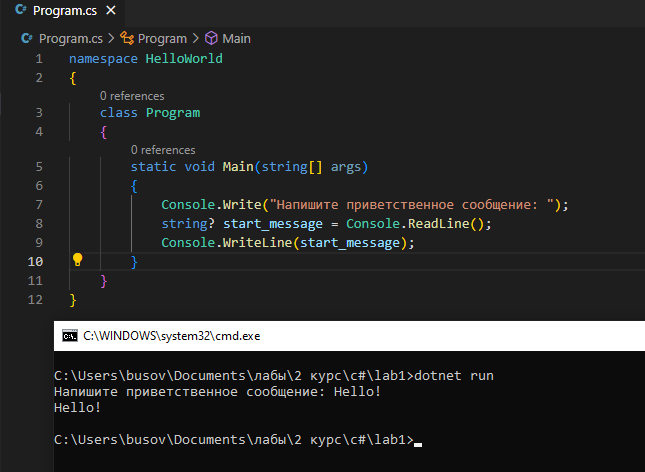 Program.cs
Program.cs > Program > Main
1 namespace HelloWorld
2 {
0 references
3 class Program
4 {
0 references
5 static void Main(string[] args)
6 {
7 Console.Write("Напишите приветственное сообщение: ");
8 string? start_message = Console.ReadLine();
9 Console.WriteLine(start_message);
10 }
11 }
12 }
C:\WINDOWS\system32\cmd.exe
C:\Users\busov\Documents\лабы\2 курс\c#\lab1>dotnet run
Напишите приветственное сообщение: Hello!
Hello!
C:\Users\busov\Documents\лабы\2 курс\c#\lab1>